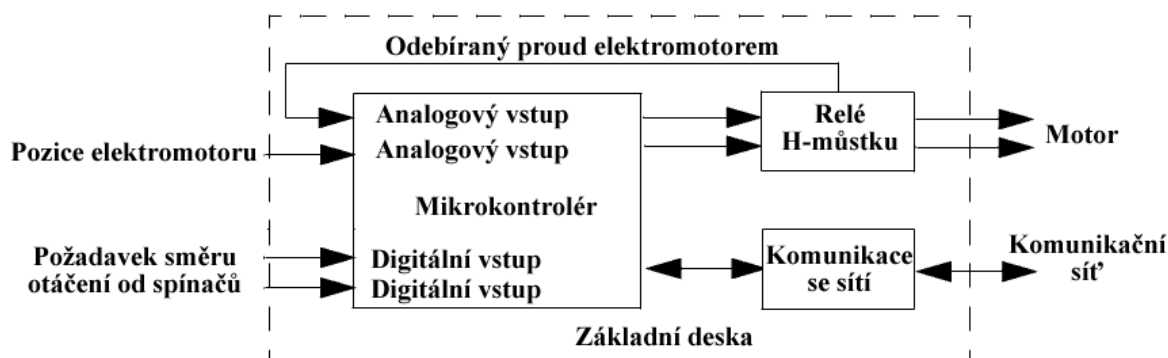 Odebíraný proud elektromotorem
Analogový vstup
Analogový vstup
Mikrokontrolér
Digitální vstup
Digitální vstup
Pozice elektromotoru
Požadavek směru
otáčení od spínačů
Relé
H-můstku
Motor
Komunikace
se sítí
Komunikační
síť
Základní deska